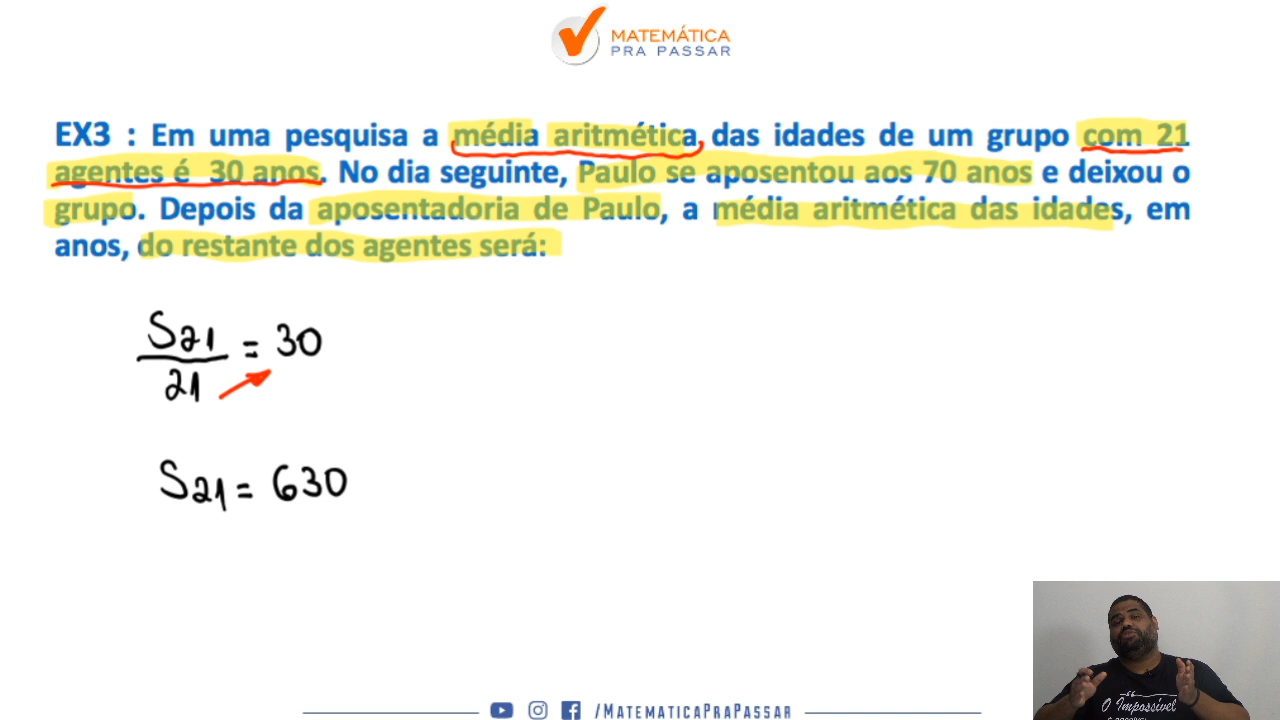 MATEMÁTICA
PRA PASSAR
EX3 : Em uma pesquisa a média aritmética das idades de um grupo com 21
agentes é 30 anos. No dia seguinte, Paulo se aposentou aos 70 anos e deixou o
grupo. Depois da aposentadoria de Paulo, a média aritmética das idades, em
anos, do restante dos agentes será:
S21
— = 30
21
S21 = 630
O Impossível
/MATEMATICAPRAPASSAR